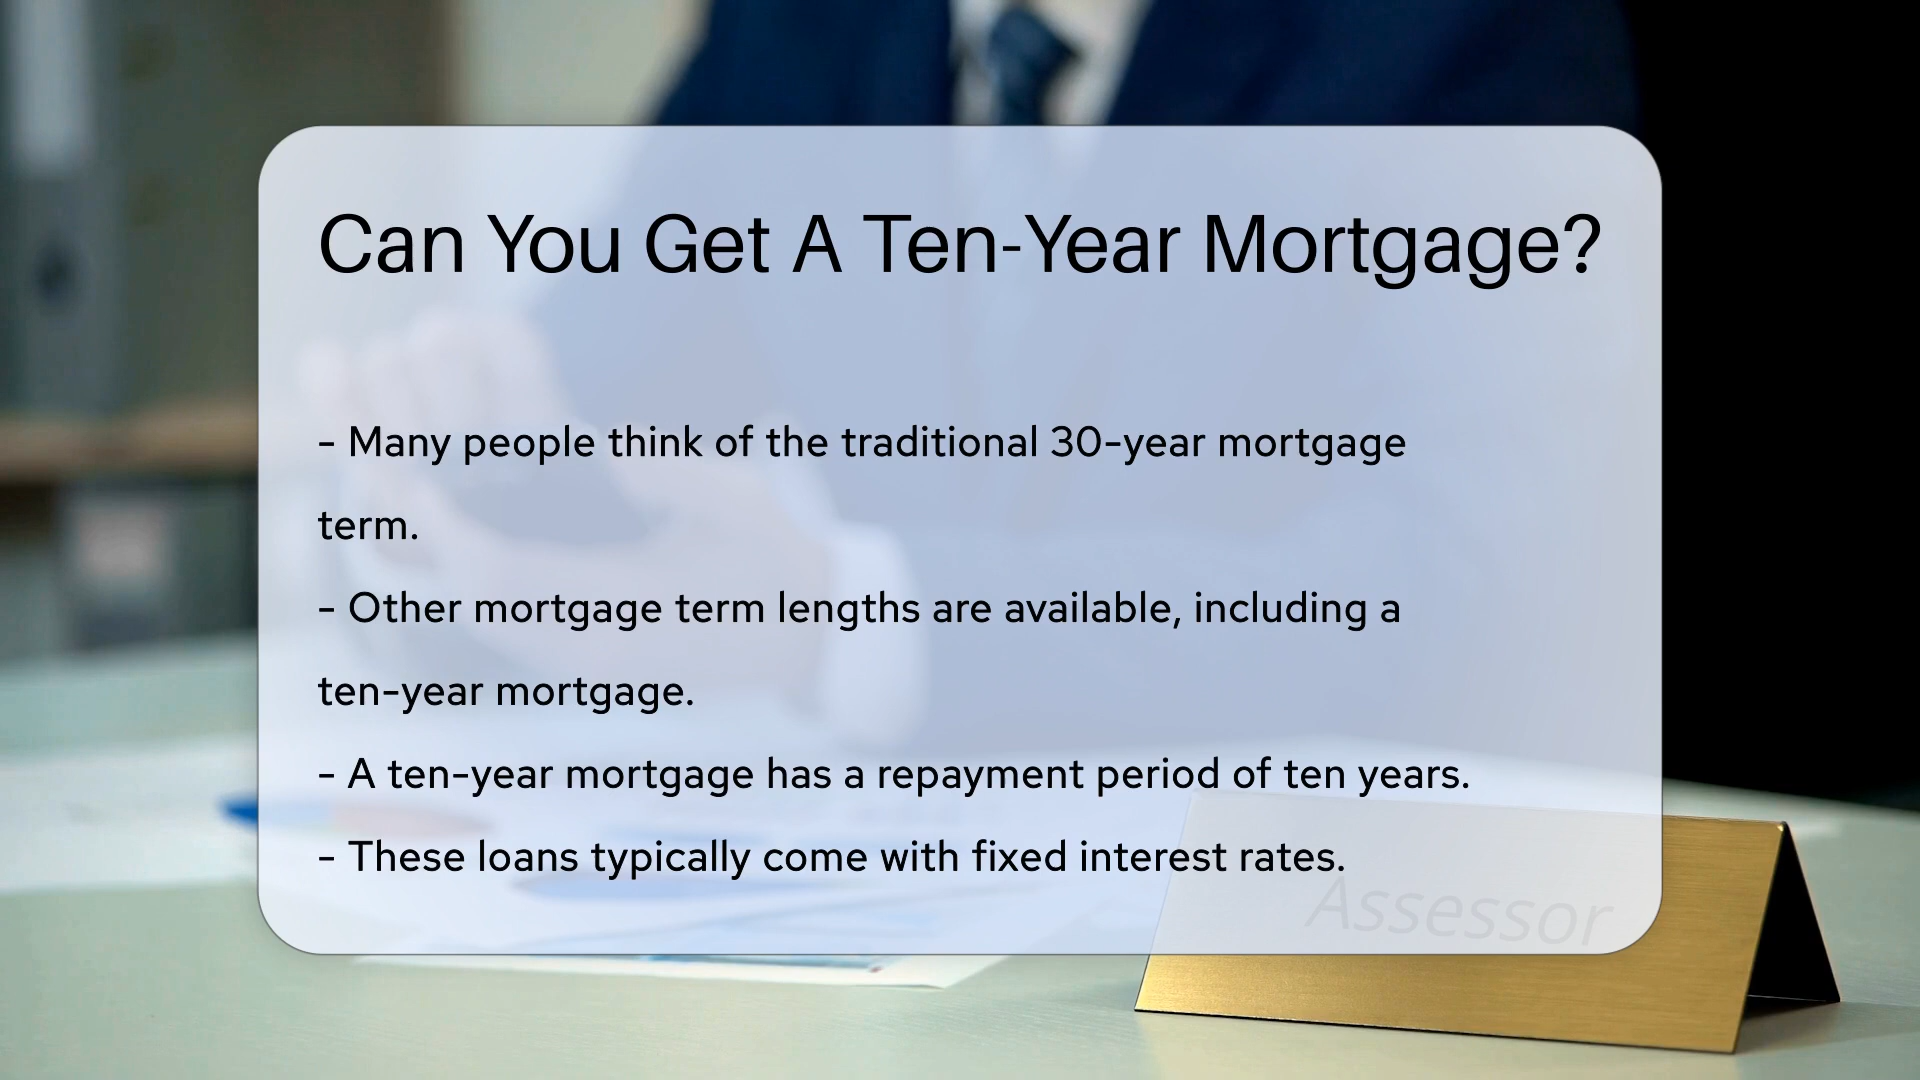 Can You Get A Ten-Year Mortgage?
- Many people think of the traditional 30-year mortgage
term.
- Other mortgage term lengths are available, including a
ten-year mortgage.
- A ten-year mortgage has a repayment period of ten years.
- These loans typically come with fixed interest rates.
Assessor